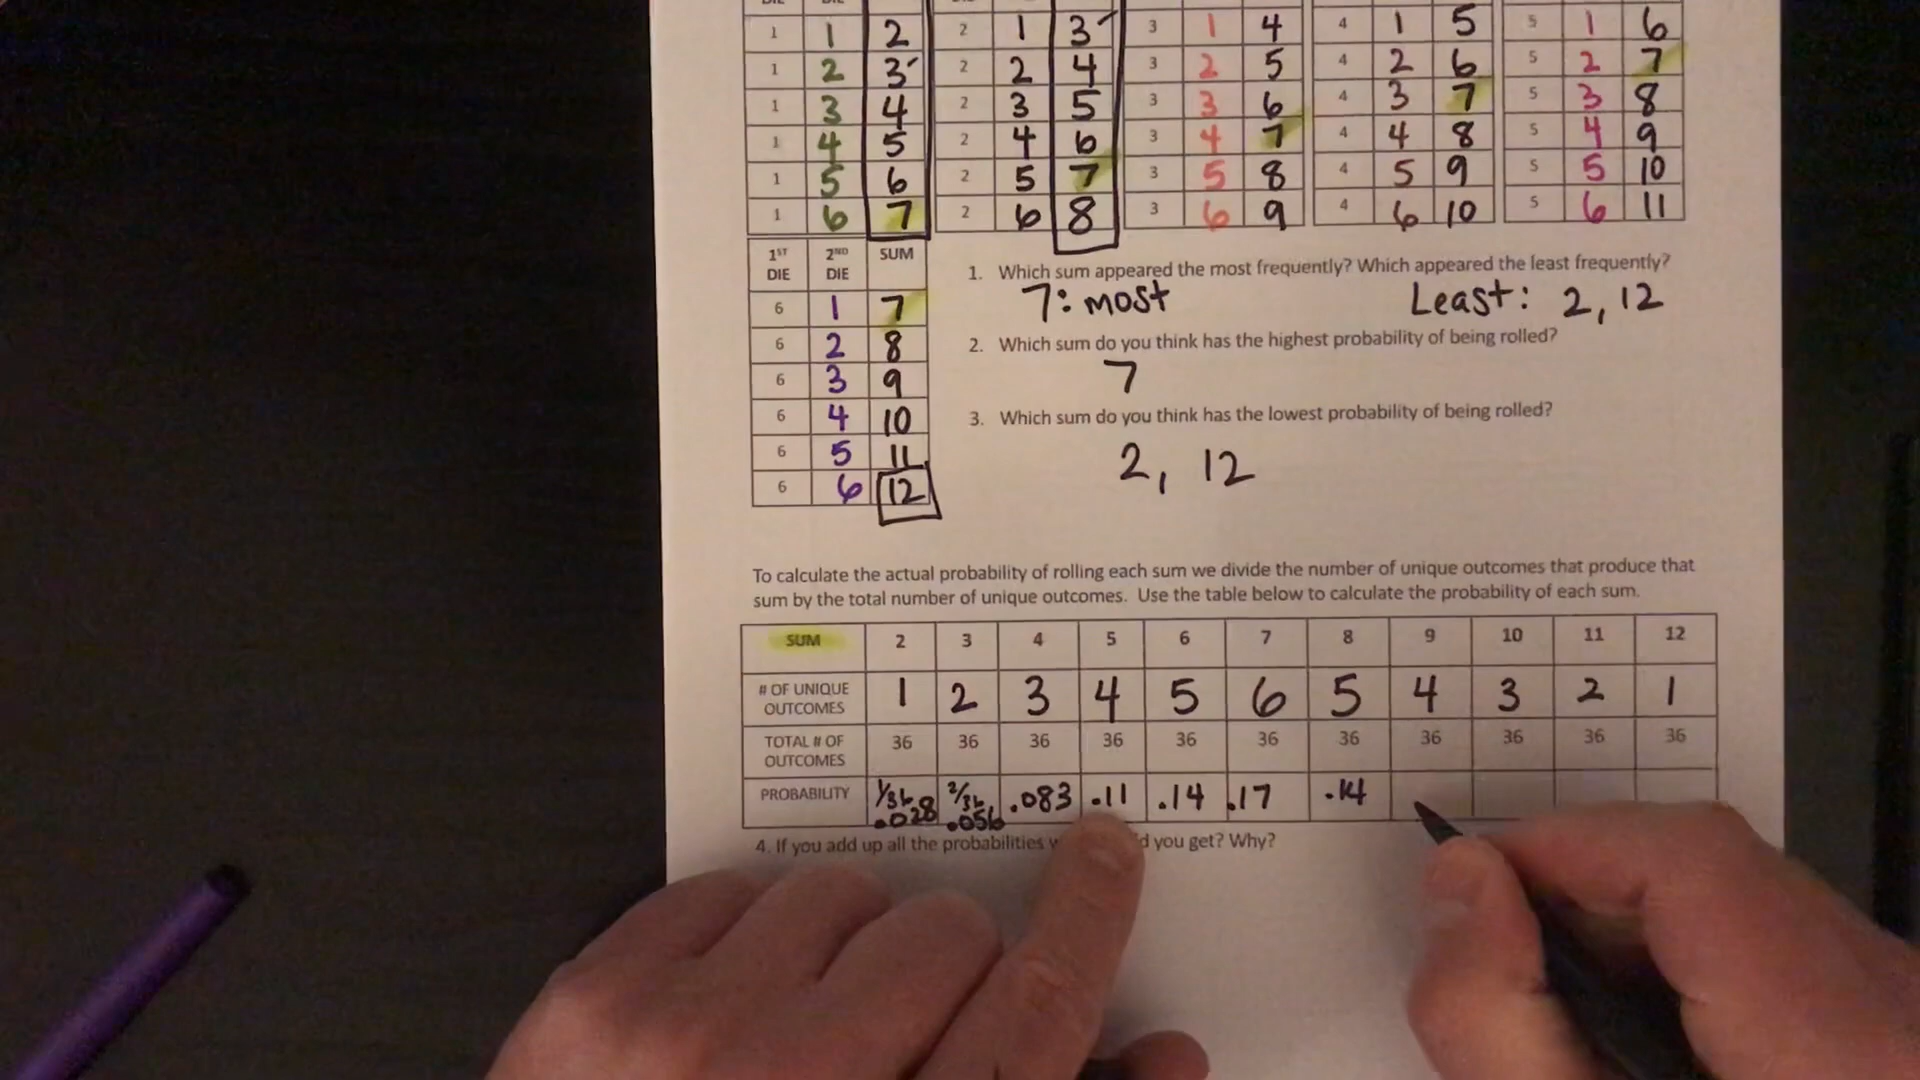 1 1 2 2 1 3 3 1 4 4 1 5 5 1 6
1 2 3 2 2 4 3 2 5 4 2 6 5 2 7
1 3 4 2 3 5 3 3 6 4 3 7 5 3 8
1 4 5 2 4 6 3 4 7 4 4 8 5 4 9
1 5 6 2 5 7 3 5 8 4 5 9 5 5 10
1 6 7 2 6 8 3 6 9 4 6 10 5 6 11
1ST DIE 2ND DIE SUM
6 1 7
6 2 8
6 3 9
6 4 10
6 5 11
6 6 12
1. Which sum appeared the most frequently? Which appeared the least frequently?
7: most Least: 2, 12
2. Which sum do you think has the highest probability of being rolled?
7
3. Which sum do you think has the lowest probability of being rolled?
2, 12
To calculate the actual probability of rolling each sum we divide the number of unique outcomes that produce that
sum by the total number of unique outcomes. Use the table below to calculate the probability of each sum.
SUM 2 3 4 5 6 7 8 9 10 11 12
# OF UNIQUE OUTCOMES 1 2 3 4 5 6 5 4 3 2 1
TOTAL # OF OUTCOMES 36 36 36 36 36 36 36 36 36 36 36
PROBABILITY 1/36 .028 2/36 .056 .083 .11 .14 .17 .14
4. If you add up all the probabilities you get? Why?